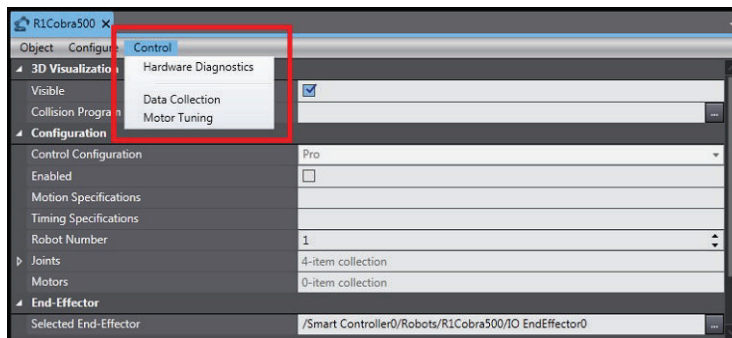 R1Cobra500
Object Configure Control
3D Visualization
Hardware Diagnostics
Visible
Data Collection
Collision Program
Motor Tuning
Configuration
Control Configuration Pro
Enabled
Motion Specifications
Timing Specifications
Robot Number 1
Joints 4-item collection
Motors 0-item collection
End-Effector
Selected End-Effector /Smart Controller0/Robots/R1Cobra500/IO EndEffector0 ...